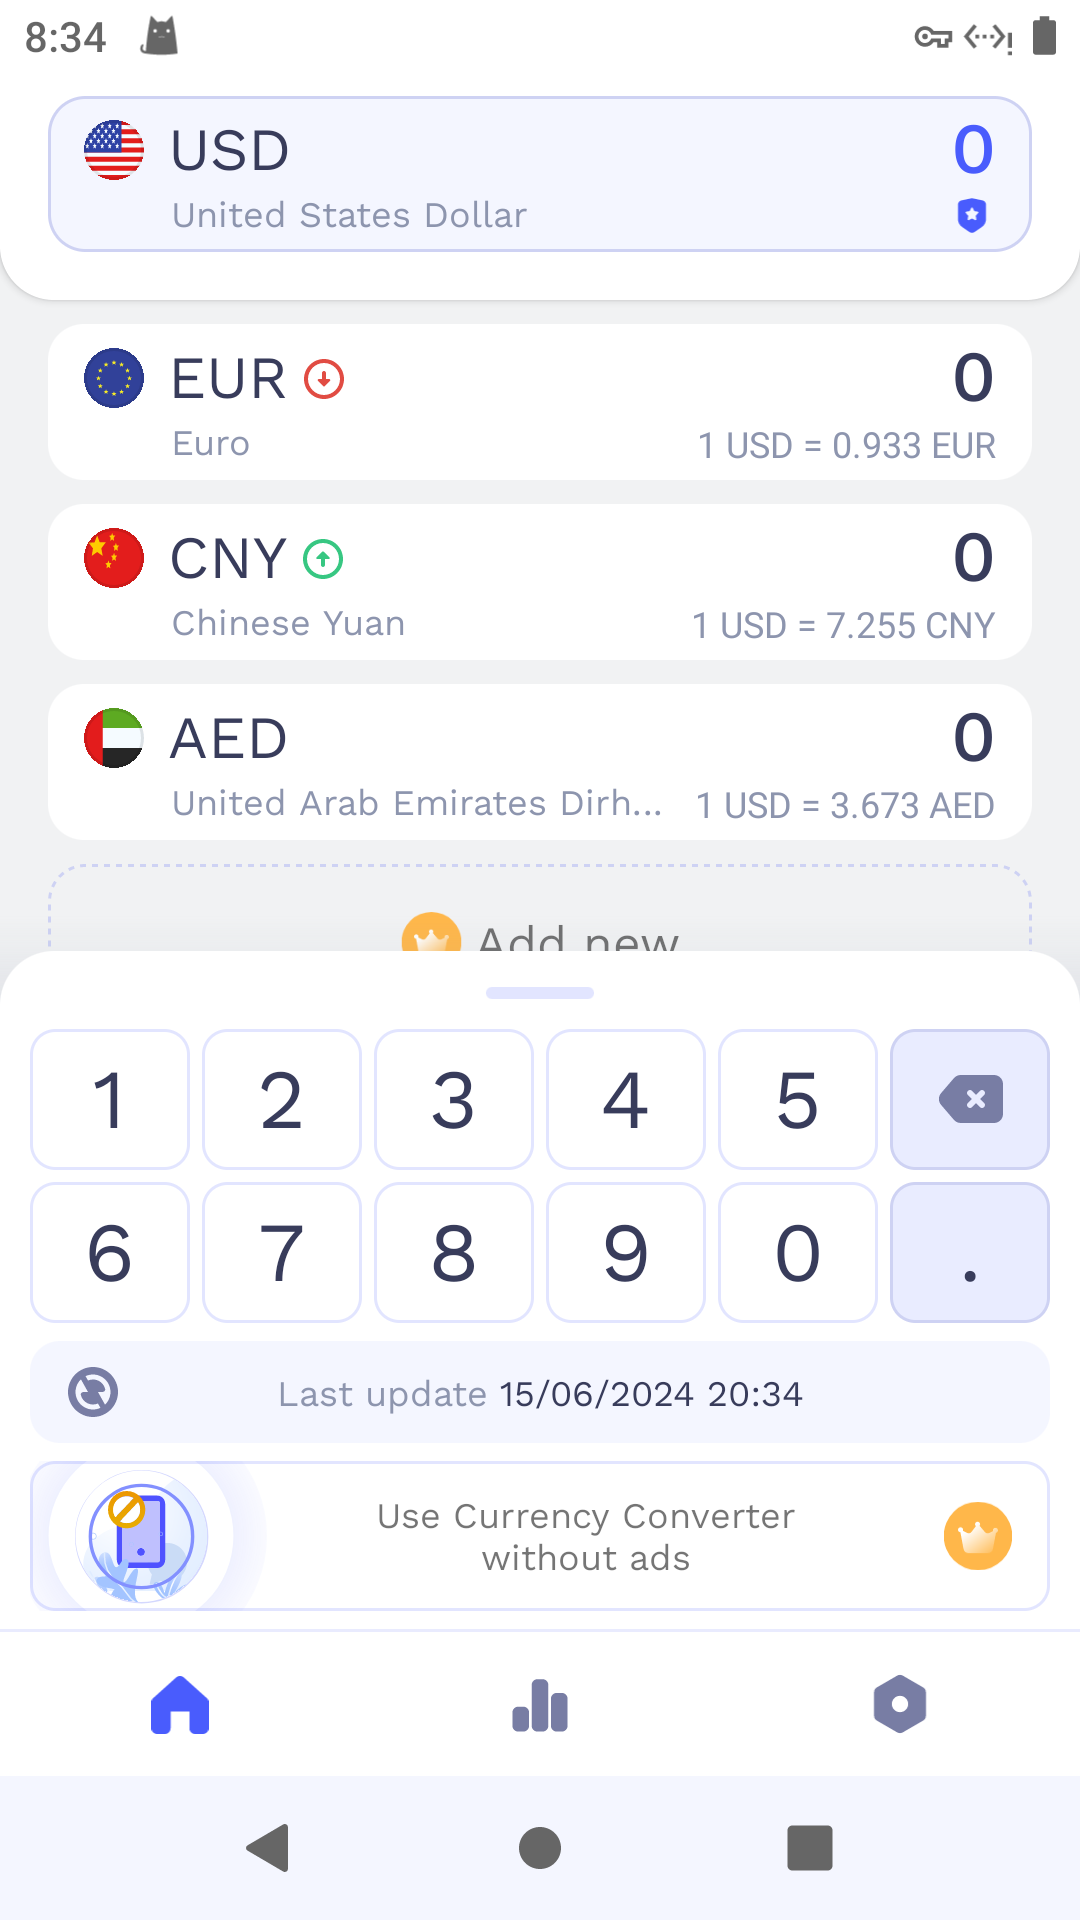 8:34
USD 0
United States Dollar
EUR 0
Euro 1 USD = 0.933 EUR
CNY 0
Chinese Yuan 1 USD = 7.255 CNY
AED 0
United Arab Emirates Dirh... 1 USD = 3.673 AED
Add new
1 2 3 4 5
6 7 8 9 0 .
Last update 15/06/2024 20:34
Use Currency Converter
without ads